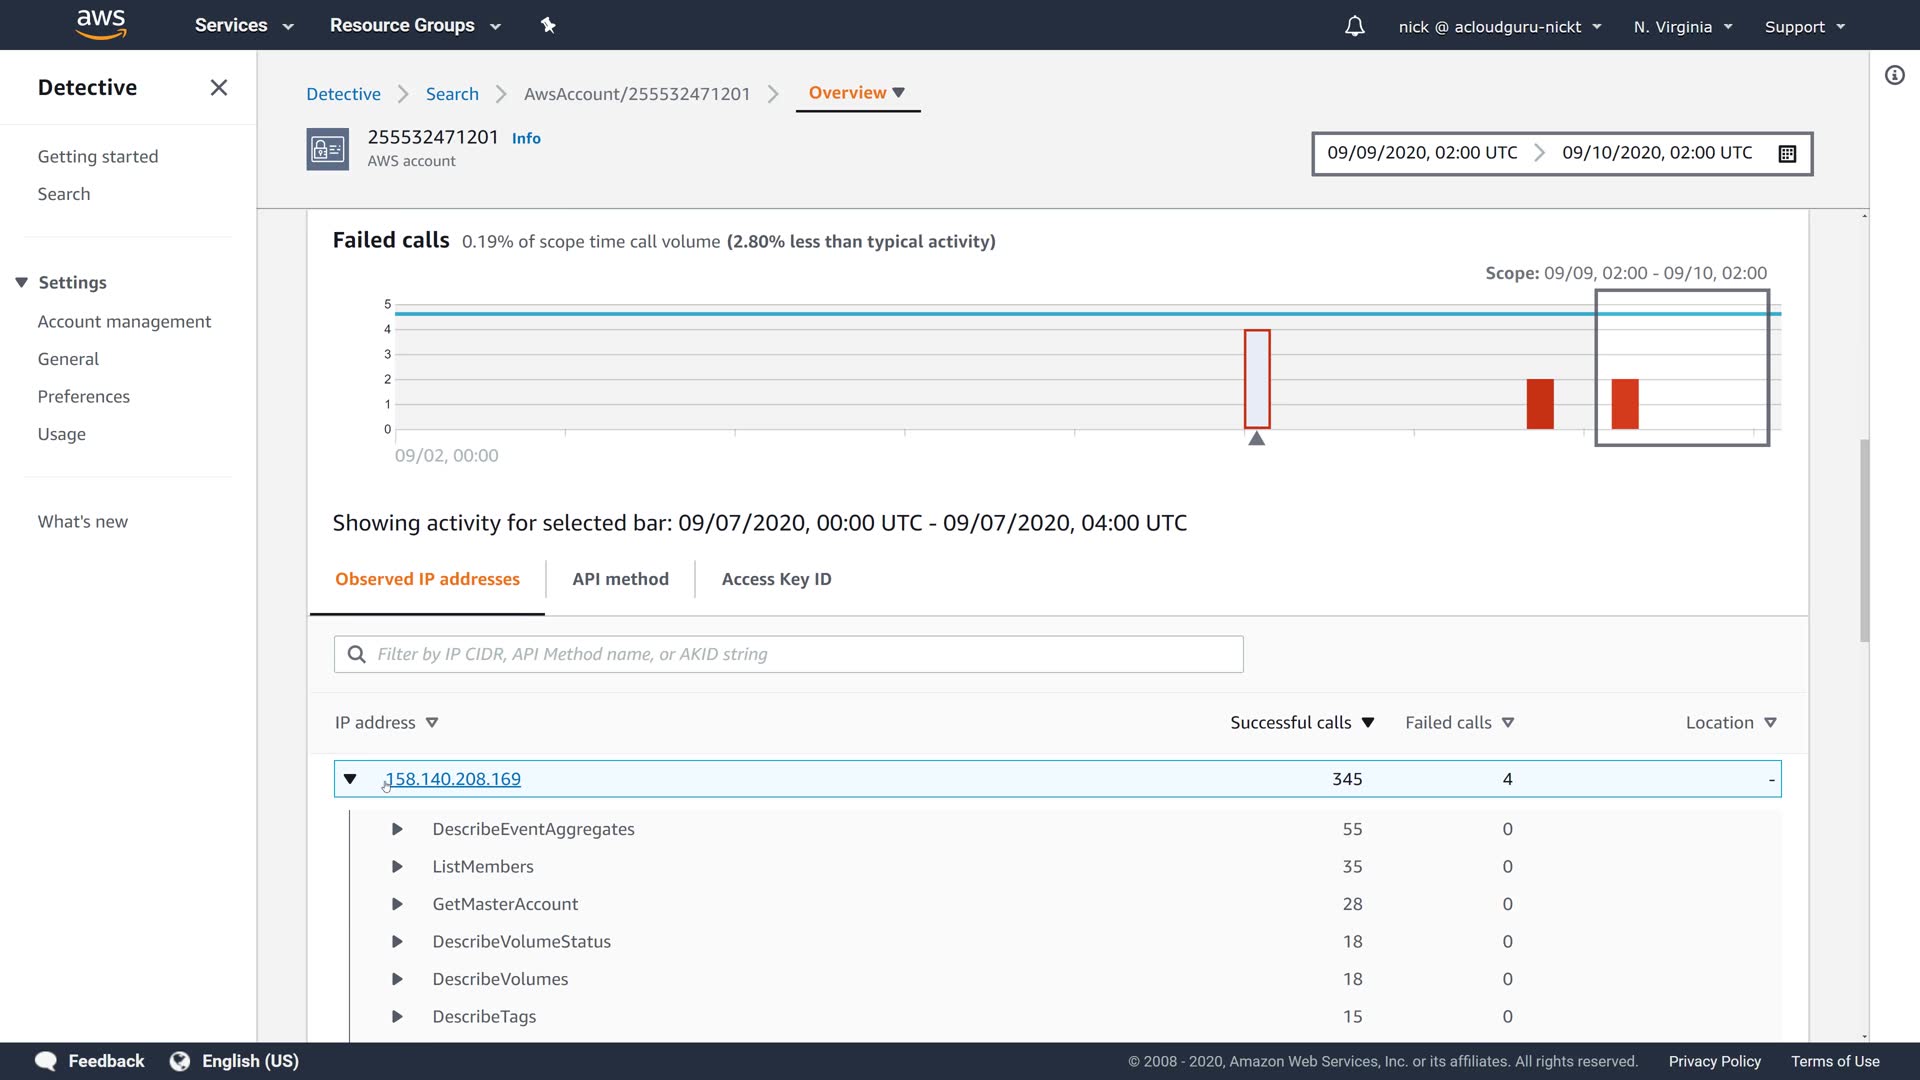 aws Services Resource Groups nick @ acloudguru-nickt N. Virginia Support
Detective
Getting started
Search
Settings
Account management
General
Preferences
Usage
What's new
Detective Search AwsAccount/255532471201 Overview
255532471201 Info
AWS account
09/09/2020, 02:00 UTC 09/10/2020, 02:00 UTC
Failed calls 0.19% of scope time call volume (2.80% less than typical activity)
Scope: 09/09, 02:00 - 09/10, 02:00
5
4
3
2
1
0
09/02, 00:00
Showing activity for selected bar: 09/07/2020, 00:00 UTC - 09/07/2020, 04:00 UTC
Observed IP addresses API method Access Key ID
Filter by IP CIDR, API Method name, or AKID string
IP address Successful calls Failed calls Location
158.140.208.169 345 4 -
DescribeEventAggregates 55 0
ListMembers 35 0
GetMasterAccount 28 0
DescribeVolumeStatus 18 0
DescribeVolumes 18 0
DescribeTags 15 0
Feedback English (US) © 2008 - 2020, Amazon Web Services, Inc. or its affiliates. All rights reserved. Privacy Policy Terms of Use